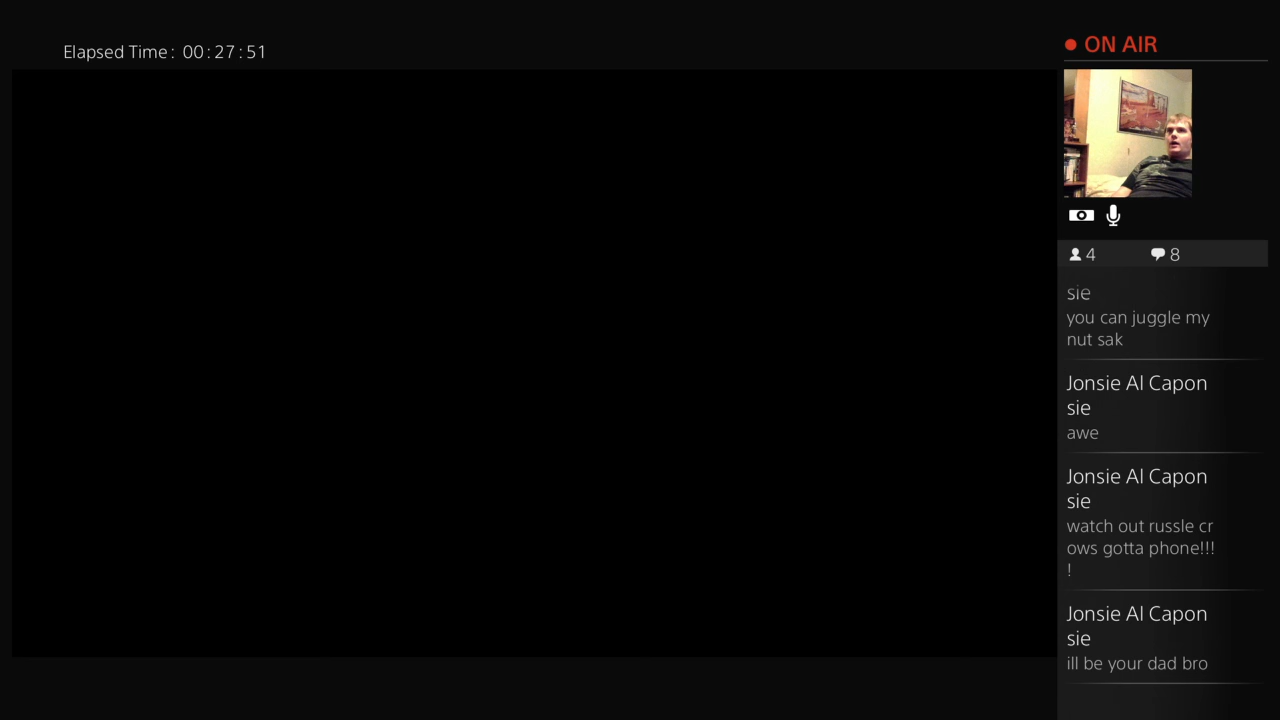 Elapsed Time: 00:27:51
ON AIR
4 8
sie
you can juggle my
nut sak
Jonsie Al Capon
sie
awe
Jonsie Al Capon
sie
watch out russle cr
ows gotta phone!!!
!
Jonsie Al Capon
sie
ill be your dad bro